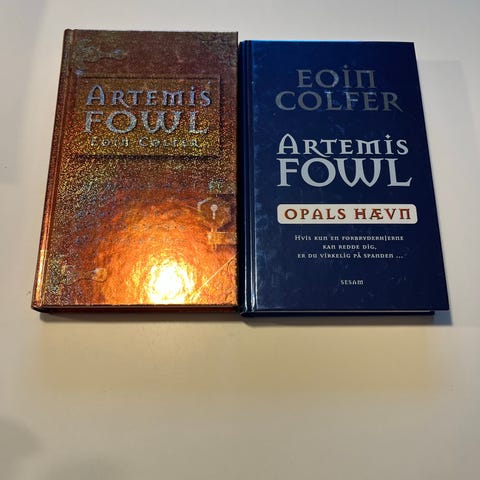 ARTEMIS
FOWL
EOIN COLFER
EOIN
COLFER
ARTEMIS
FOWL
OPALS HÆVN
HVIS KUN EN FORBRYDERHJERNE
KAN REDDE DIG,
ER DU VIRKELIG PÅ SPANDEN ...
SESAM